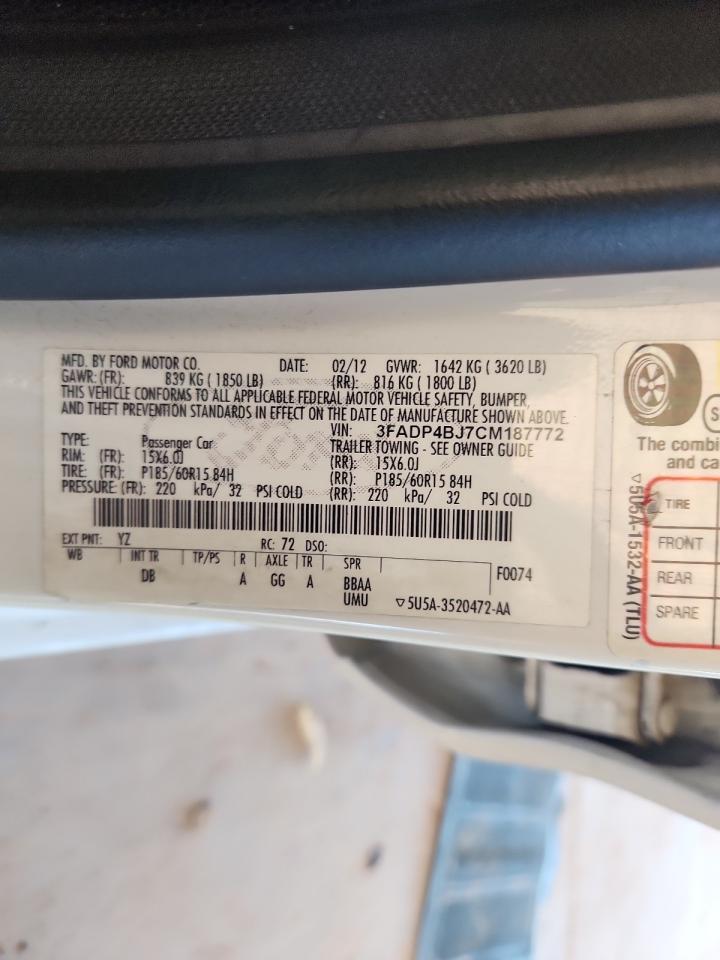 MFD. BY FORD MOTOR CO. DATE: 02/12 GVWR: 1642 KG ( 3620 LB)
GAWR: (FR): 839 KG ( 1850 LB) (RR): 816 KG ( 1800 LB)
THIS VEHICLE CONFORMS TO ALL APPLICABLE FEDERAL MOTOR VEHICLE SAFETY, BUMPER,
AND THEFT PREVENTION STANDARDS IN EFFECT ON THE DATE OF MANUFACTURE SHOWN ABOVE.
VIN: 3FADP4BJ7CM187772
TYPE: Passenger Car TRAILER TOWING - SEE OWNER GUIDE
RIM: (FR): 15X6.0J (RR): 15X6.0J
TIRE: (FR): P185/60R15 84H (RR): P185/60R15 84H
PRESSURE: (FR): 220 kPa/ 32 PSI COLD (RR): 220 kPa/ 32 PSI COLD
EXT PNT: YZ RC: 72 DSO:
WB INT TR TP/PS R AXLE TR SPR F0074
DB A GG A BBAA
UMU ▽5U5A-3520472-AA
The combi
and ca
▽5U5A-1532-AA (TLU)
TIRE
FRONT
REAR
SPARE